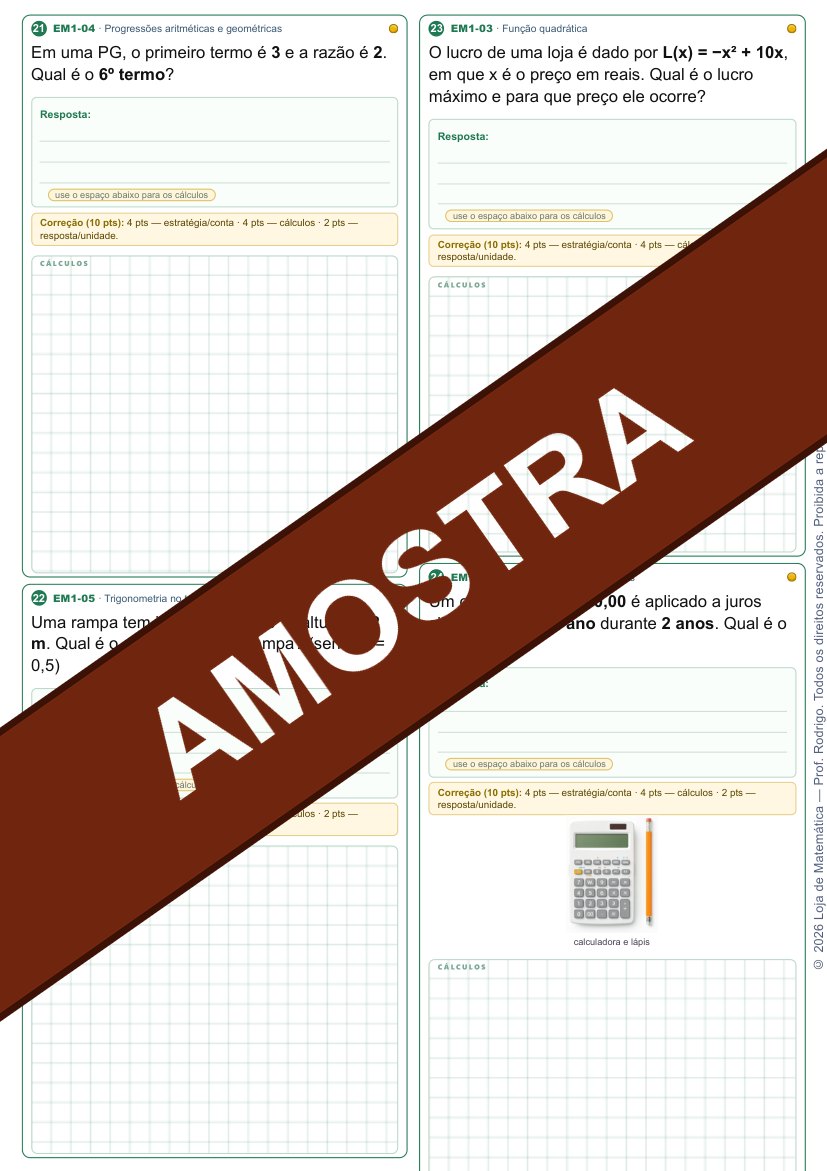 21 EM1-04 · Progressões aritméticas e geométricas
Em uma PG, o primeiro termo é 3 e a razão é 2.
Qual é o 6º termo?
Resposta:
use o espaço abaixo para os cálculos
Correção (10 pts): 4 pts — estratégia/conta · 4 pts — cálculos · 2 pts —
resposta/unidade.
CÁLCULOS
22 EM1-05 · Trigonometria no
Uma rampa tem
m. Qual é o
0,5)
2 pts —
23 EM1-03 · Função quadrática
O lucro de uma loja é dado por L(x) = −x² + 10x,
em que x é o preço em reais. Qual é o lucro
máximo e para que preço ele ocorre?
Resposta:
use o espaço abaixo para os cálculos
Correção (10 pts): 4 pts — estratégia/conta · 4 pts —
resposta/unidade.
CÁLCULOS
é aplicado a juros
ano durante 2 anos. Qual é o
use o espaço abaixo para os cálculos
Correção (10 pts): 4 pts — estratégia/conta · 4 pts — cálculos · 2 pts —
resposta/unidade.
calculadora e lápis
CÁLCULOS
AMOSTRA
© 2026 Loja de Matemática — Prof. Rodrigo. Todos os direitos reservados. Proibida a